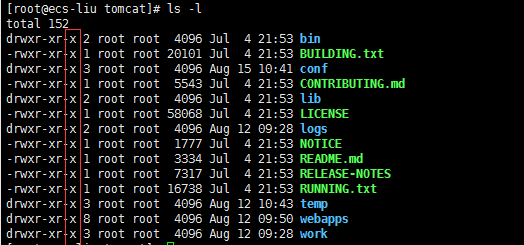 [root@ecs-liu tomcat]# ls -l
total 152
drwxr-xr-x 2 root root  4096 Jul  4 21:53 bin
-rwxr-xr-x 1 root root 20101 Jul  4 21:53 BUILDING.txt
drwxr-xr-x 3 root root  4096 Aug 15 10:41 conf
-rwxr-xr-x 1 root root  5543 Jul  4 21:53 CONTRIBUTING.md
drwxr-xr-x 2 root root  4096 Jul  4 21:53 lib
-rwxr-xr-x 1 root root 58068 Jul  4 21:53 LICENSE
drwxr-xr-x 2 root root  4096 Aug 12 09:28 logs
-rwxr-xr-x 1 root root  1777 Jul  4 21:53 NOTICE
-rwxr-xr-x 1 root root  3334 Jul  4 21:53 README.md
-rwxr-xr-x 1 root root  7317 Jul  4 21:53 RELEASE-NOTES
-rwxr-xr-x 1 root root 16738 Jul  4 21:53 RUNNING.txt
drwxr-xr-x 3 root root  4096 Aug 12 10:43 temp
drwxr-xr-x 8 root root  4096 Aug 12 09:50 webapps
drwxr-xr-x 3 root root  4096 Aug 12 09:28 work